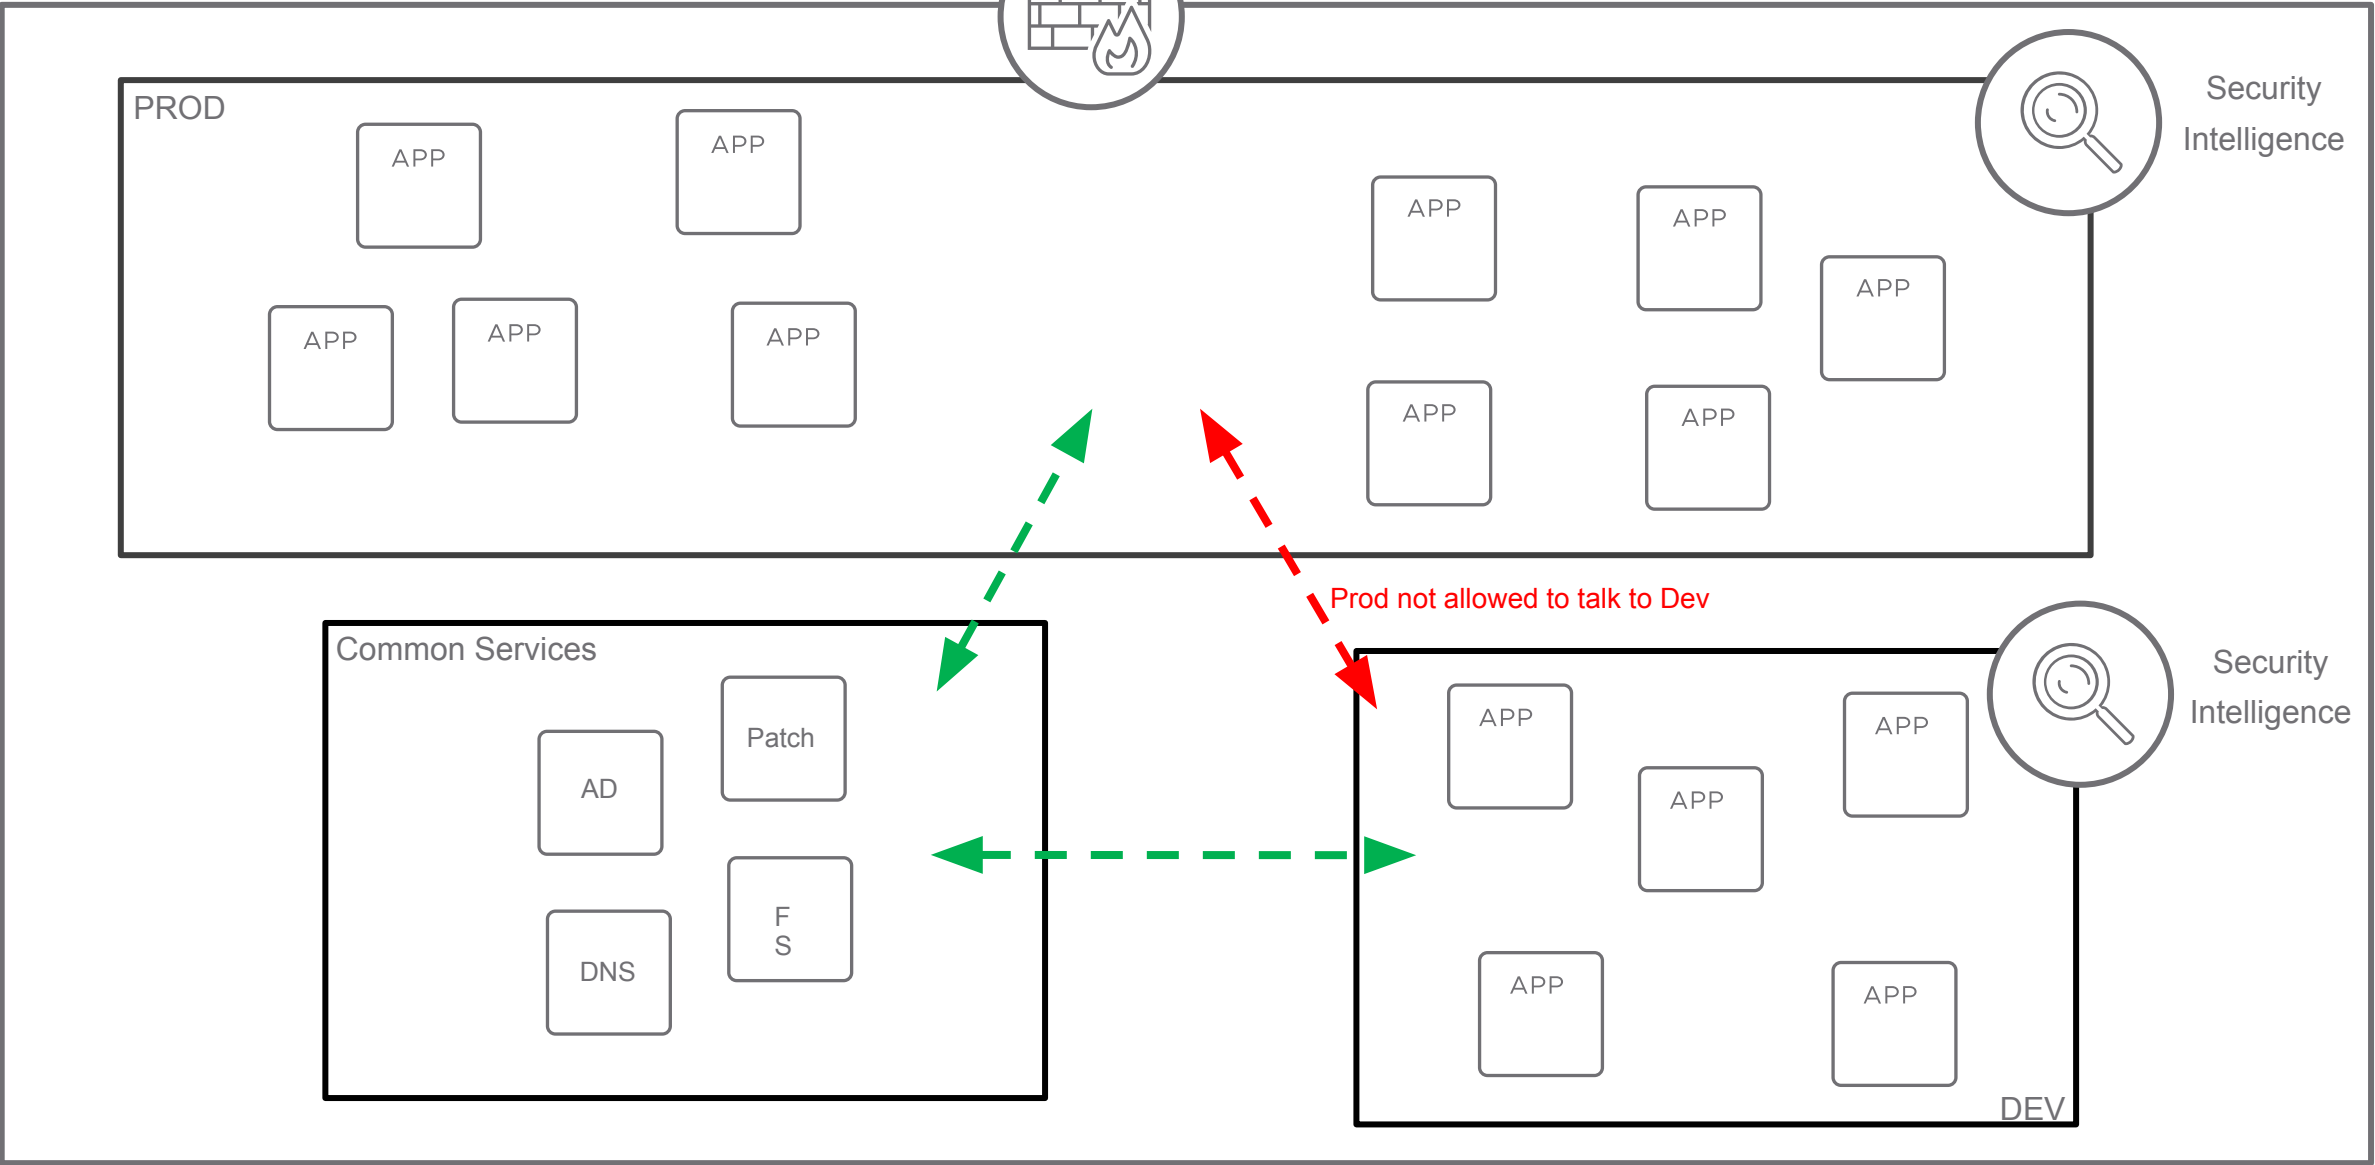 PROD
APP
APP
APP
APP
APP
APP
APP
APP
APP
APP
Security
Intelligence
Prod not allowed to talk to Dev
Common Services
Patch
AD
F
S
DNS
APP
APP
APP
APP
APP
DEV
Security
Intelligence